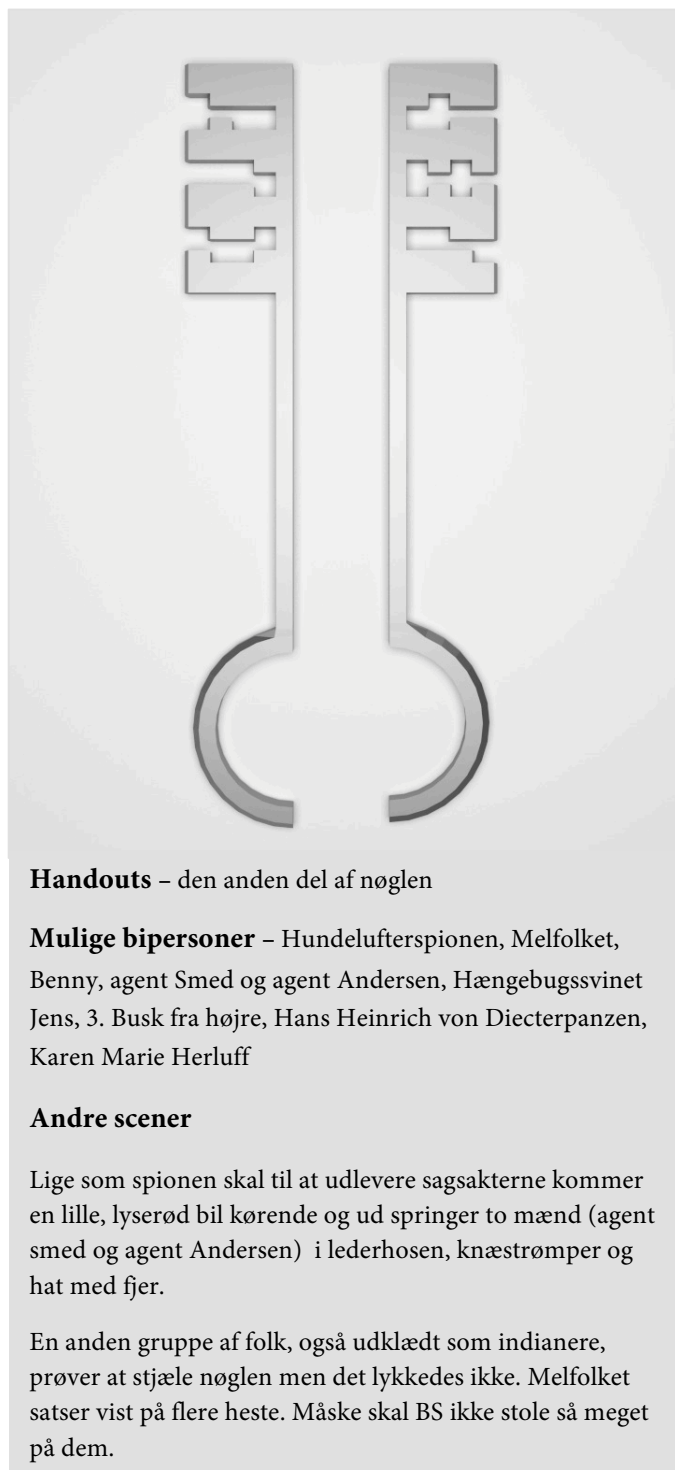 Handouts – den anden del af nøglen
Mulige bipersoner – Hundelufterspionen, Melfolket,
Benny, agent Smed og agent Andersen, Hængebugssvinet
Jens, 3. Busk fra højre, Hans Heinrich von Diecterpanzen,
Karen Marie Herluff
Andre scener
Lige som spionen skal til at udlevere sagsakterne kommer
en lille, lyserød bil kørende og ud springer to mænd (agent
smed og agent Andersen)  i lederhosen, knæstrømper og
hat med fjer.
En anden gruppe af folk, også udklædt som indianere,
prøver at stjæle nøglen men det lykkedes ikke. Melfolket
satser vist på flere heste. Måske skal BS ikke stole så meget
på dem.